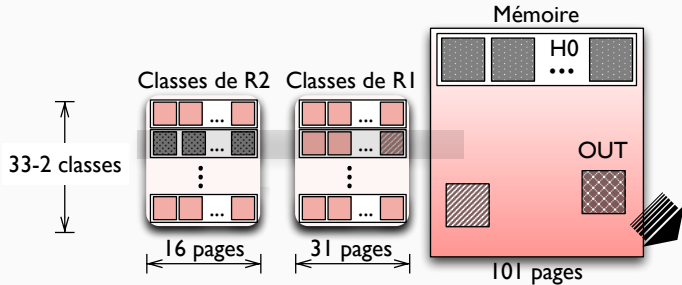 Mémoire
H0
...
Classes de R2
Classes de R1
...
...
...
...
33-2 classes
OUT
...
...
16 pages
31 pages
101 pages